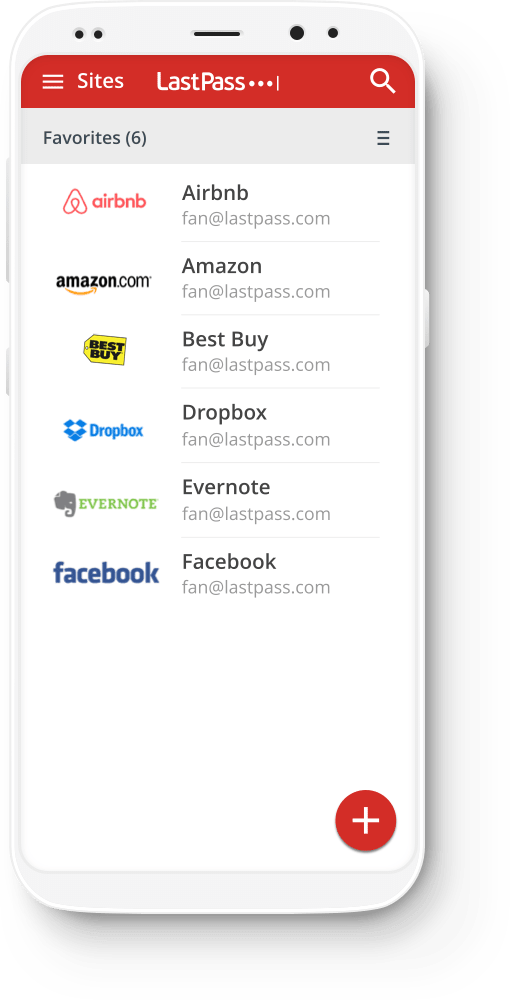 Sites LastPass•••|
Favorites (6)
airbnb Airbnb
fan@lastpass.com
amazon.com Amazon
fan@lastpass.com
BEST Best Buy
BUY fan@lastpass.com
Dropbox Dropbox
fan@lastpass.com
EVERNOTE Evernote
fan@lastpass.com
facebook Facebook
fan@lastpass.com